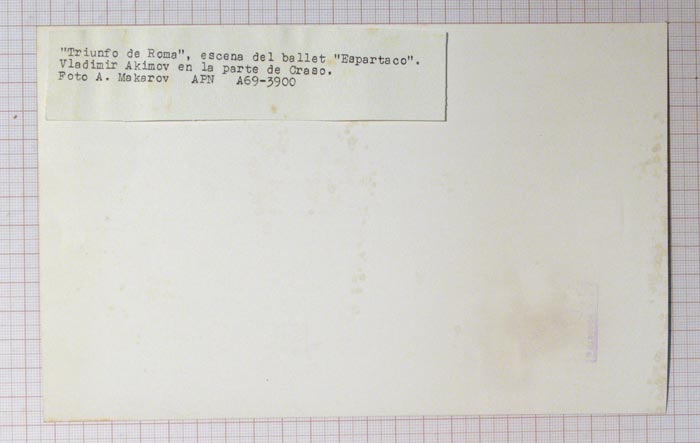 "Triunfo de Roma", escena del ballet "Espartaco".
Vladimir Akimov en la parte de Craso.
Foto A. Makarov APN A69-3900